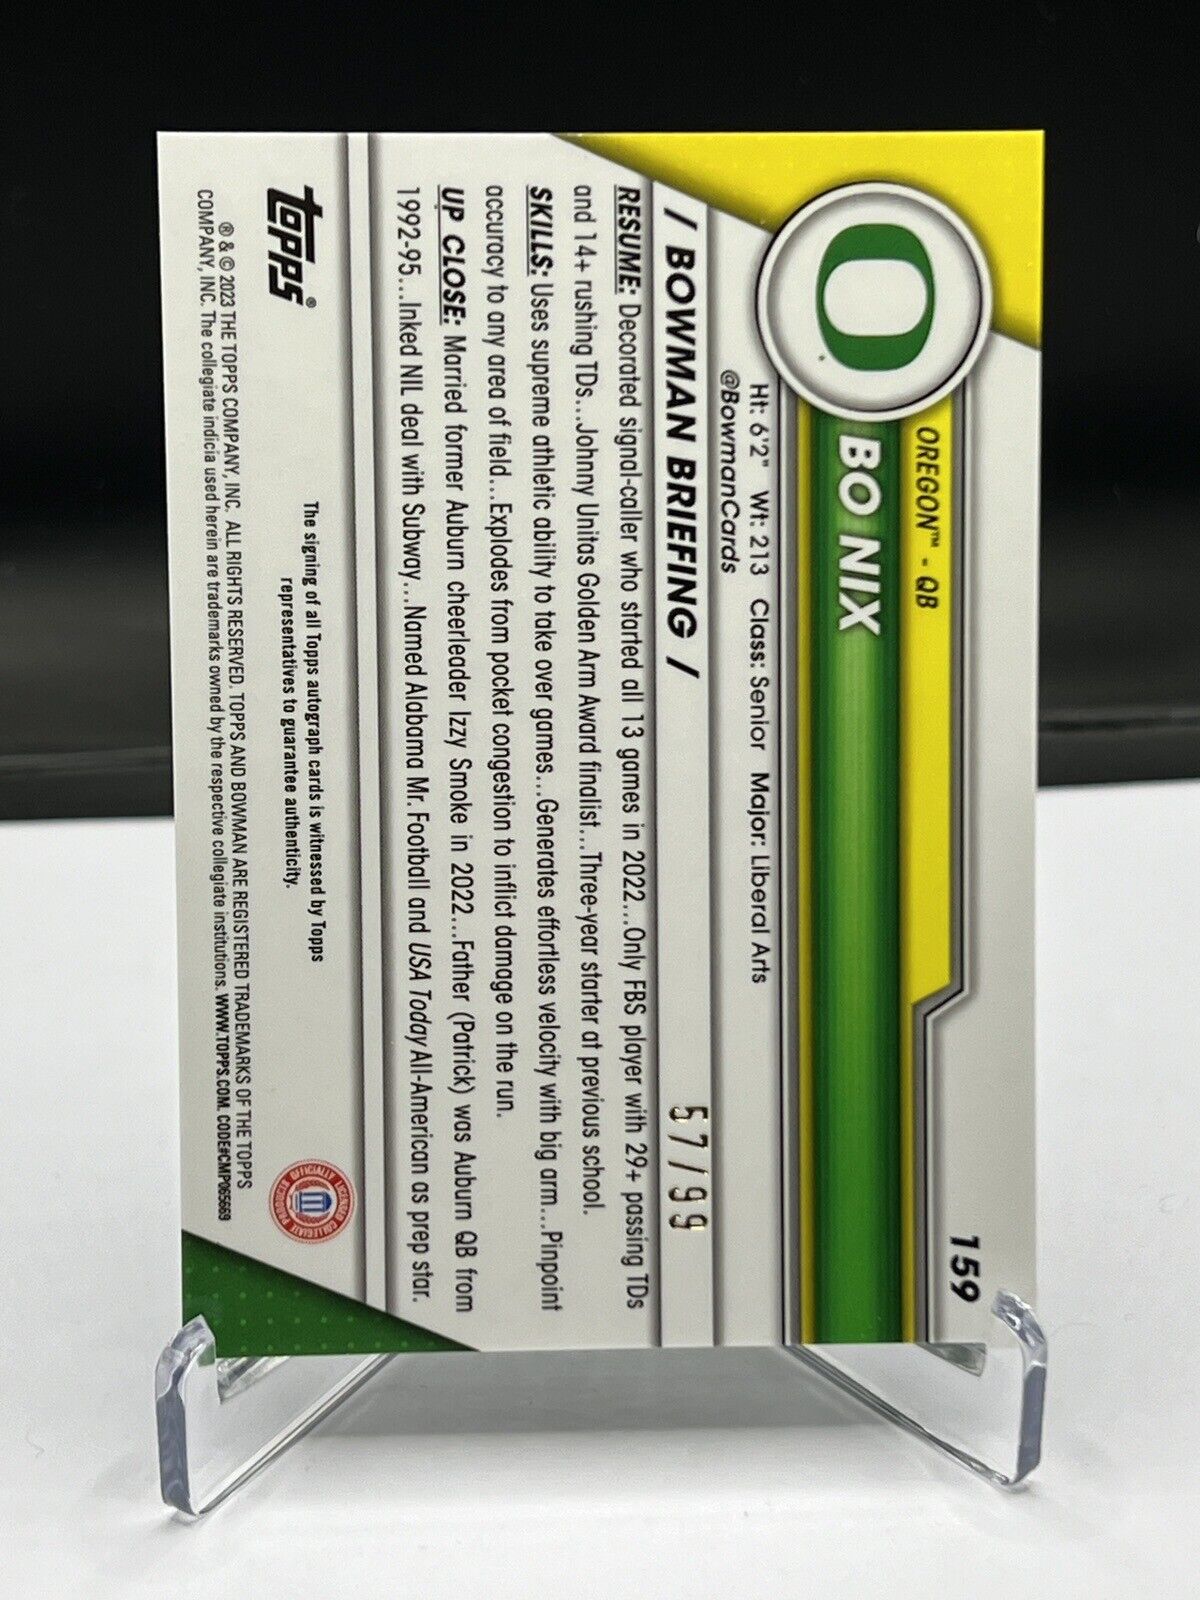 159
OREGON™ - QB
BO NIX
Ht: 6'2" Wt: 213 Class: Senior Major: Liberal Arts
@BowmanCards
/ BOWMAN BRIEFING /
57/99
RESUME: Decorated signal-caller who started all 13 games in 2022...Only FBS player with 29+ passing TDs
and 14+ rushing TDs...Johnny Unitas Golden Arm Award finalist...Three-year starter at previous school.
SKILLS: Uses supreme athletic ability to take over games...Generates effortless velocity with big arm...Pinpoint
accuracy to any area of field...Explodes from pocket congestion to inflict damage on the run.
UP CLOSE: Married former Auburn cheerleader Izzy Smoke in 2022...Father (Patrick) was Auburn QB from
1992-95...Inked NIL deal with Subway...Named Alabama Mr. Football and USA Today All-American as prep star.
topps®
The signing of all Topps autograph cards is witnessed by Topps
representatives to guarantee authenticity.
OFFICIALLY LICENSED COLLEGIATE PRODUCTS
® & © 2023 THE TOPPS COMPANY, INC. ALL RIGHTS RESERVED. TOPPS AND BOWMAN ARE REGISTERED TRADEMARKS OF THE TOPPS
COMPANY, INC. The collegiate indicia used herein are trademarks owned by the respective collegiate institutions. WWW.TOPPS.COM. CODE#CMP065669